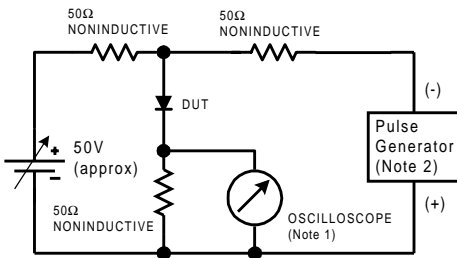 50Ω
NONINDUCTIVE
50Ω
NONINDUCTIVE
DUT
(-)
+
50V
(approx)
−
Pulse
Generator
(Note 2)
50Ω
NONINDUCTIVE
OSCILLOSCOPE
(Note 1)
(+)